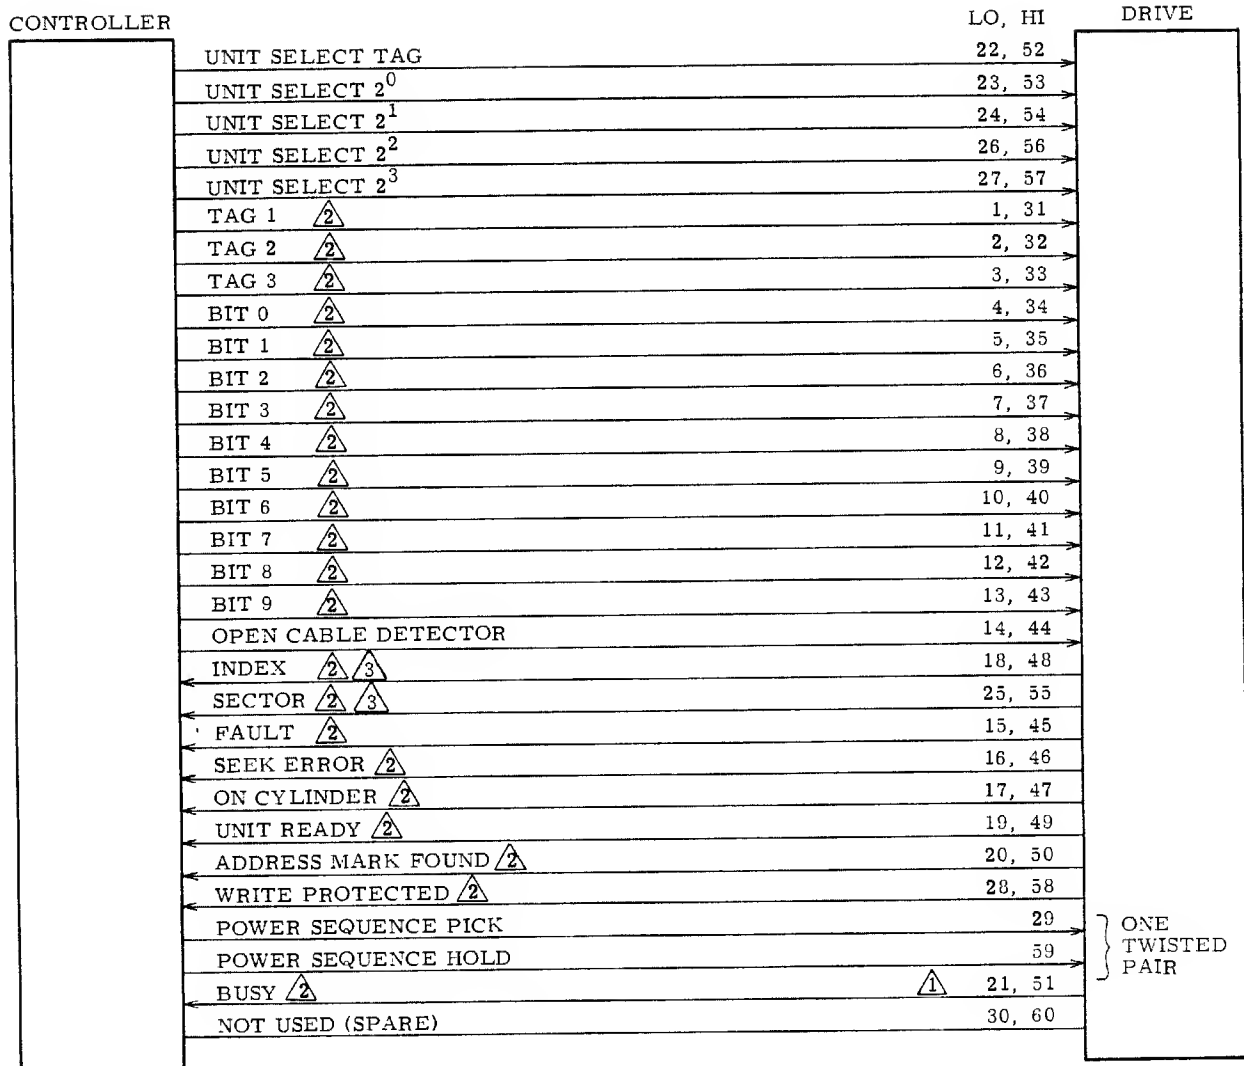 CONTROLLER LO, HI DRIVE
UNIT SELECT TAG 22, 52
UNIT SELECT 2⁰ 23, 53
UNIT SELECT 2¹ 24, 54
UNIT SELECT 2² 26, 56
UNIT SELECT 2³ 27, 57
TAG 1 2 1, 31
TAG 2 2 2, 32
TAG 3 2 3, 33
BIT 0 2 4, 34
BIT 1 2 5, 35
BIT 2 2 6, 36
BIT 3 2 7, 37
BIT 4 2 8, 38
BIT 5 2 9, 39
BIT 6 2 10, 40
BIT 7 2 11, 41
BIT 8 2 12, 42
BIT 9 2 13, 43
OPEN CABLE DETECTOR 14, 44
INDEX 2 3 18, 48
SECTOR 2 3 25, 55
FAULT 2 15, 45
SEEK ERROR 2 16, 46
ON CYLINDER 2 17, 47
UNIT READY 2 19, 49
ADDRESS MARK FOUND 2 20, 50
WRITE PROTECTED 2 28, 58
POWER SEQUENCE PICK 29
POWER SEQUENCE HOLD 59
ONE
TWISTED
PAIR
BUSY 2 1 21, 51
NOT USED (SPARE) 30, 60